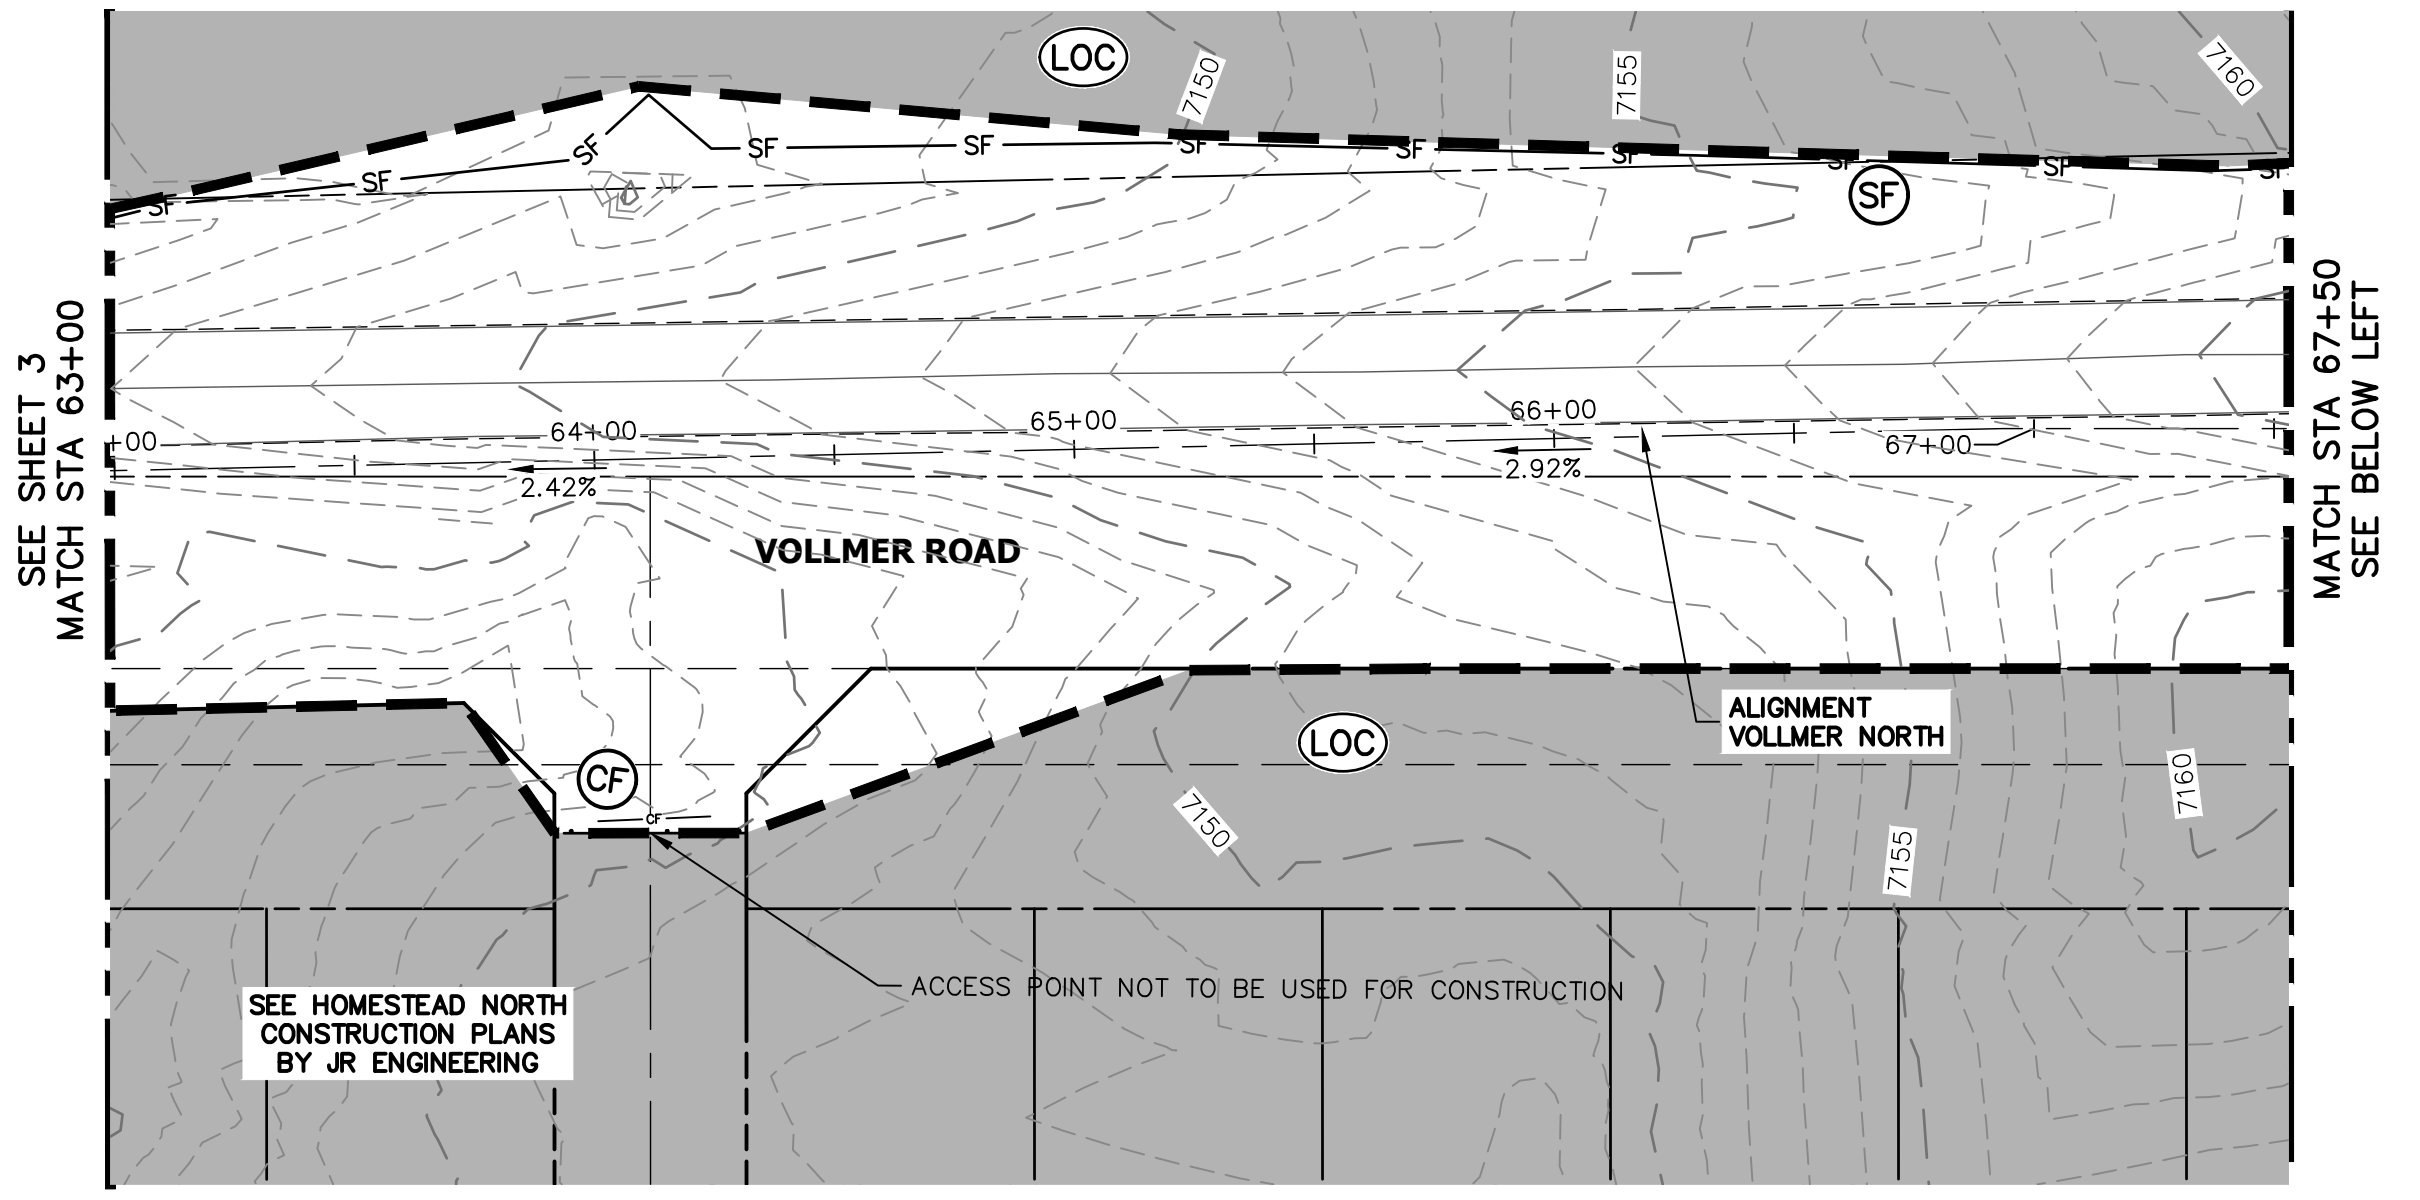 LOC
7150
7155
7160
SF
SF
SF
SF
SF
SF
SF
SF
SF
SF
SF
SEE SHEET 3
MATCH STA 63+00
MATCH STA 67+50
SEE BELOW LEFT
+00
64+00
65+00
66+00
67+00
2.42%
2.92%
VOLLMER ROAD
ALIGNMENT
VOLLMER NORTH
LOC
CF
CF
7150
7155
7160
ACCESS POINT NOT TO BE USED FOR CONSTRUCTION
SEE HOMESTEAD NORTH
CONSTRUCTION PLANS
BY JR ENGINEERING